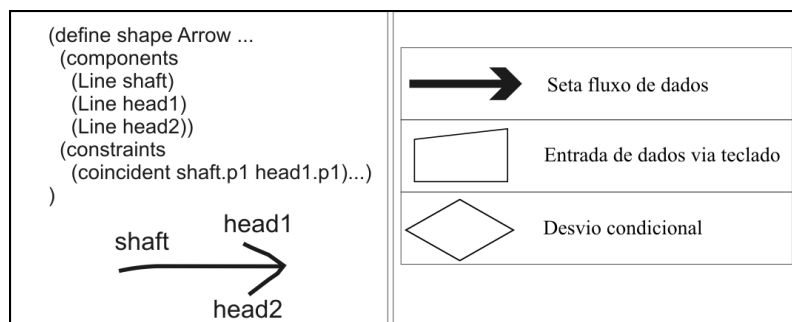 (define shape Arrow ...
(components
(Line shaft)
(Line head1)
(Line head2))
(constraints
(coincident shaft.p1 head1.p1)...)
)
shaft
head1
head2
Seta fluxo de dados
Entrada de dados via teclado
Desvio condicional